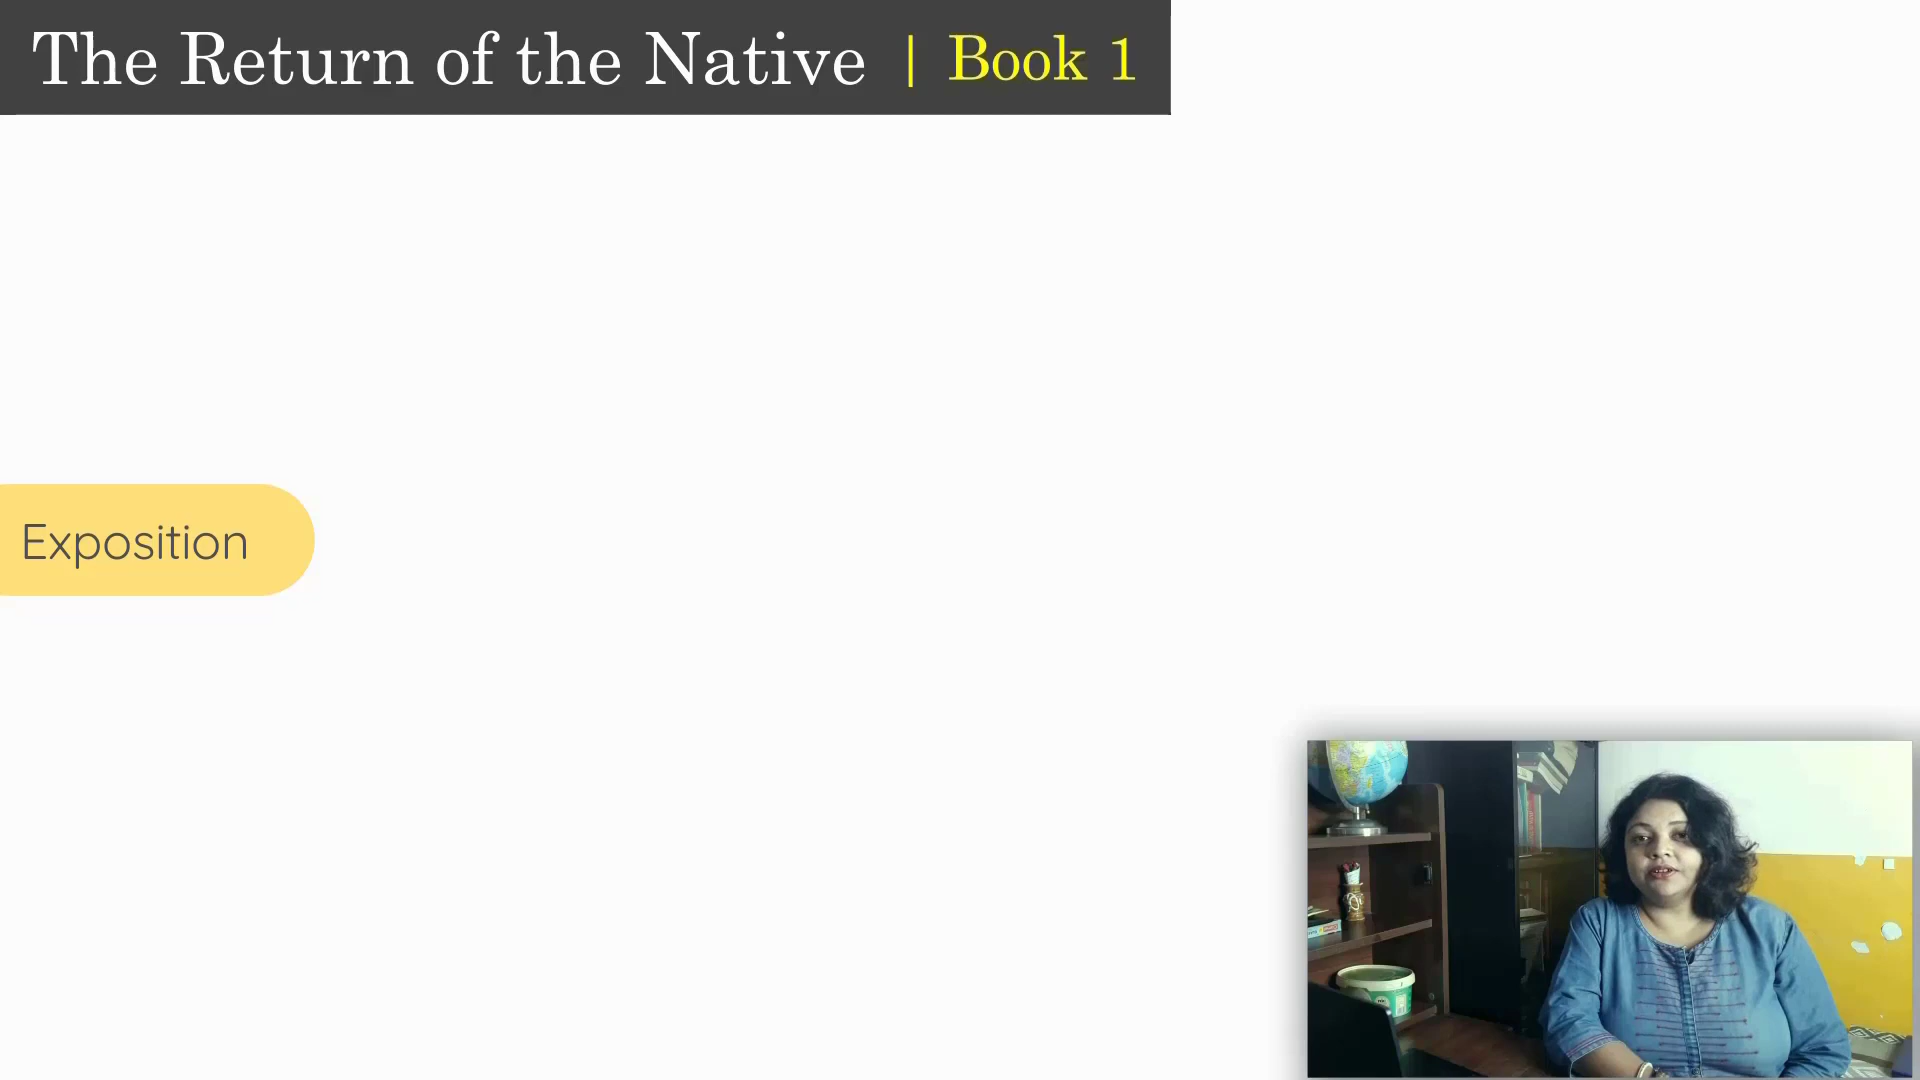 The Return of the Native | Book 1
Exposition